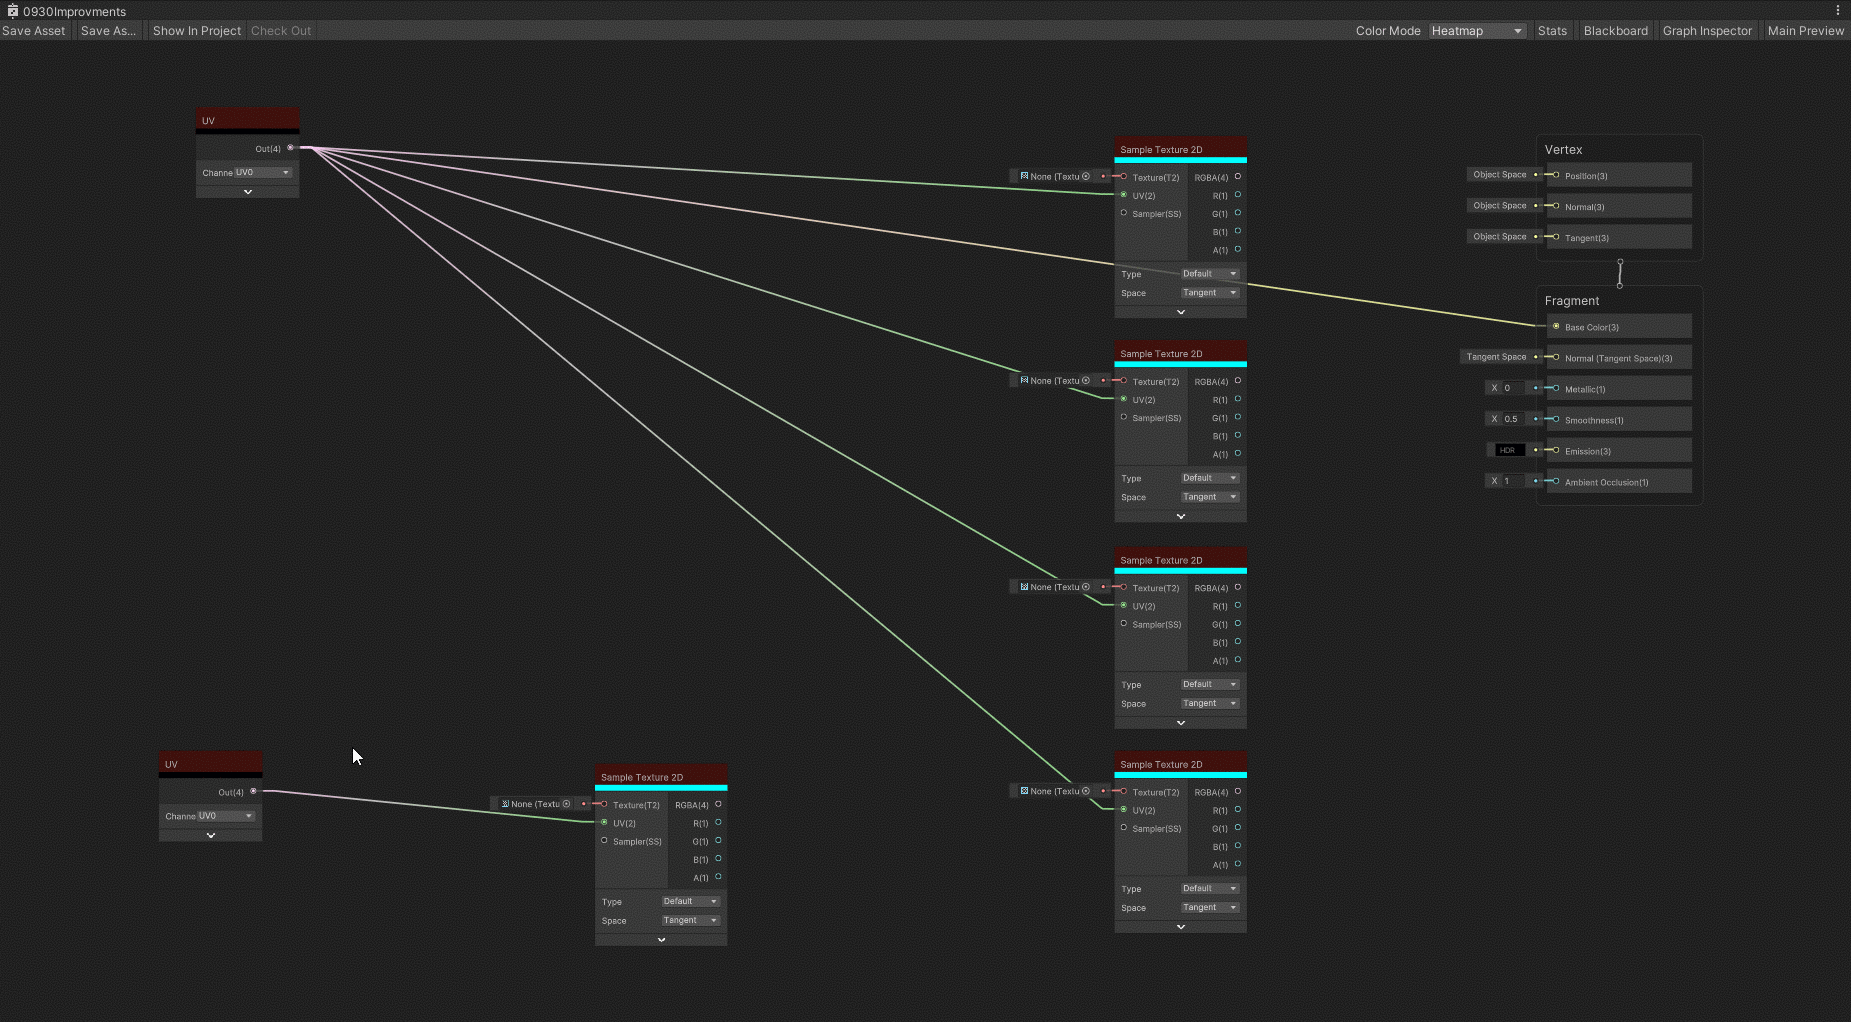 0930Improvments
Save Asset Save As... Show In Project Check Out Color Mode Heatmap Stats Blackboard Graph Inspector Main Preview
UV
Out(4)
Channe UV0
Sample Texture 2D
None (Textu Texture(T2) RGBA(4)
UV(2) R(1)
Sampler(SS) G(1)
B(1)
A(1)
Type Default
Space Tangent
Vertex
Object Space Position(3)
Object Space Normal(3)
Object Space Tangent(3)
Fragment
Base Color(3)
Tangent Space Normal (Tangent Space)(3)
X 0 Metallic(1)
X 0.5 Smoothness(1)
HDR Emission(3)
X 1 Ambient Occlusion(1)
Sample Texture 2D
None (Textu Texture(T2) RGBA(4)
UV(2) R(1)
Sampler(SS) G(1)
B(1)
A(1)
Type Default
Space Tangent
Sample Texture 2D
None (Textu Texture(T2) RGBA(4)
UV(2) R(1)
Sampler(SS) G(1)
B(1)
A(1)
Type Default
Space Tangent
UV
Out(4)
Channe UV0
Sample Texture 2D
None (Textu Texture(T2) RGBA(4)
UV(2) R(1)
Sampler(SS) G(1)
B(1)
A(1)
Type Default
Space Tangent
Sample Texture 2D
None (Textu Texture(T2) RGBA(4)
UV(2) R(1)
Sampler(SS) G(1)
B(1)
A(1)
Type Default
Space Tangent